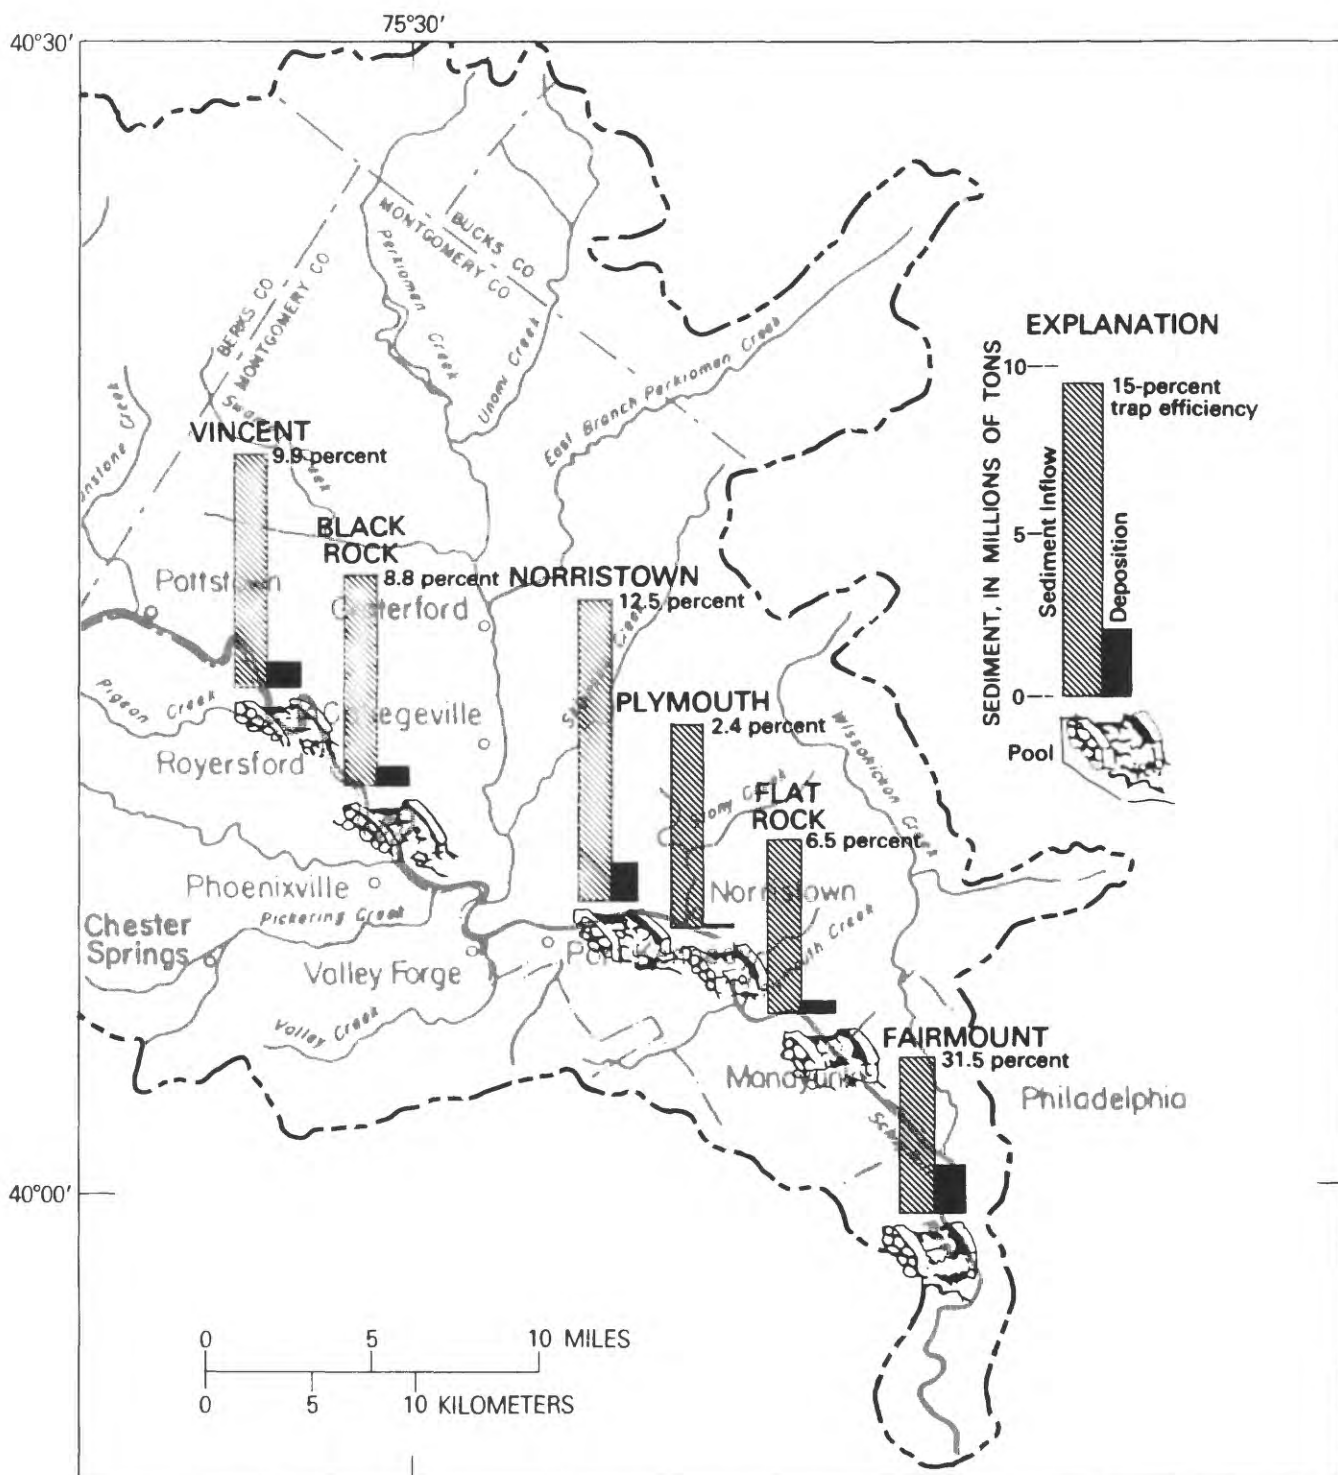 75°30'
40°30'
BUCKS CO
MONTGOMERY CO
BERKS CO
MONTGOMERY CO
Perkiomen
Creek
Unami Creek
East Branch Perkiomen Creek
EXPLANATION
10
15-percent
trap efficiency
SEDIMENT, IN MILLIONS OF TONS
Sediment Inflow
5
Deposition
0
Pool
VINCENT
9.9 percent
BLACK
ROCK
8.8 percent
NORRISTOWN
12.5 percent
Creek
Pottstown
PLYMOUTH
2.4 percent
Wissahickon Creek
Pigeon Creek
Royersford
FLAT
ROCK
6.5 percent
Phoenixville
Norristown
Pickering Creek
Chester
Springs
Valley Forge
Creek
Valley Creek
FAIRMOUNT
31.5 percent
Manayunk
Philadelphia
40°00'
0 5 10 MILES
0 5 10 KILOMETERS